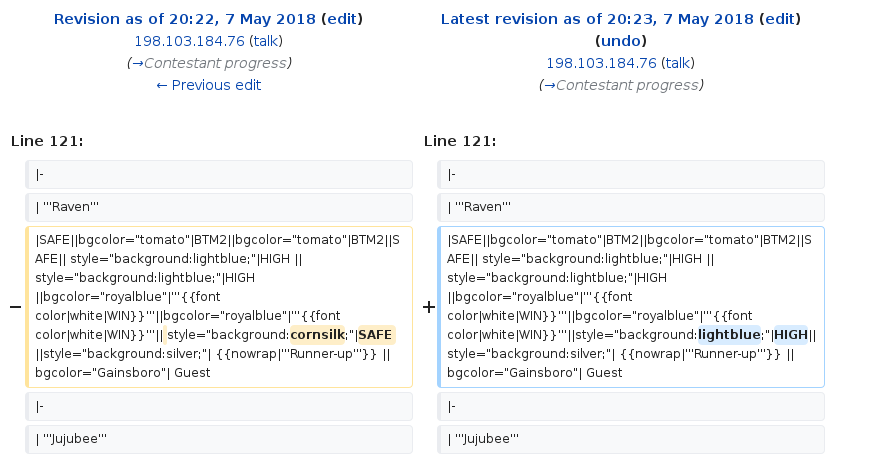 Revision as of 20:22, 7 May 2018 (edit)
198.103.184.76 (talk)
(→Contestant progress)
← Previous edit
Latest revision as of 20:23, 7 May 2018 (edit)
(undo)
198.103.184.76 (talk)
(→Contestant progress)
Line 121:
Line 121:
|-
|-
| '''Raven'''
| '''Raven'''
−
|SAFE||bgcolor="tomato"|BTM2||bgcolor="tomato"|BTM2||S
AFE|| style="background:lightblue;"|HIGH ||
style="background:lightblue;"|HIGH
||bgcolor="royalblue"|'''{{font
color|white|WIN}}'''||bgcolor="royalblue"|'''{{font
color|white|WIN}}'''|| style="background:cornsilk;"|SAFE
||style="background:silver;"| {{nowrap|'''Runner-up'''}} ||
bgcolor="Gainsboro"| Guest
+
|SAFE||bgcolor="tomato"|BTM2||bgcolor="tomato"|BTM2||S
AFE|| style="background:lightblue;"|HIGH ||
style="background:lightblue;"|HIGH
||bgcolor="royalblue"|'''{{font
color|white|WIN}}'''||bgcolor="royalblue"|'''{{font
color|white|WIN}}'''||style="background:lightblue;"|HIGH||
style="background:silver;"| {{nowrap|'''Runner-up'''}} ||
bgcolor="Gainsboro"| Guest
|-
|-
| '''Jujubee'''
| '''Jujubee'''